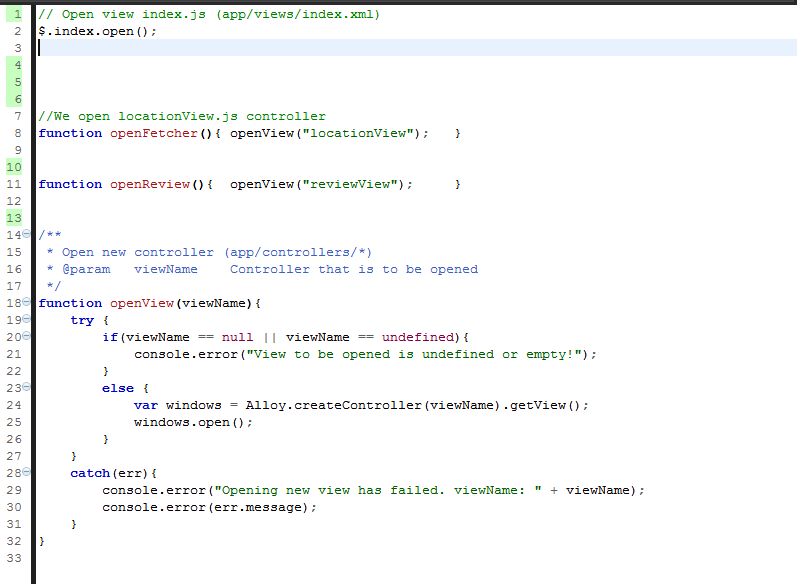 1 // Open view index.js (app/views/index.xml)
2 $.index.open();
3
4
5
6
7 //We open locationView.js controller
8 function openFetcher(){ openView("locationView");   }
9
10
11 function openReview(){  openView("reviewView");     }
12
13
14 /**
15  * Open new controller (app/controllers/*)
16  * @param   viewName    Controller that is to be opened
17  */
18 function openView(viewName){
19     try {
20         if(viewName == null || viewName == undefined){
21             console.error("View to be opened is undefined or empty!");
22         }
23         else {
24             var windows = Alloy.createController(viewName).getView();
25             windows.open();
26         }
27     }
28     catch(err){
29         console.error("Opening new view has failed. viewName: " + viewName);
30         console.error(err.message);
31     }
32 }
33